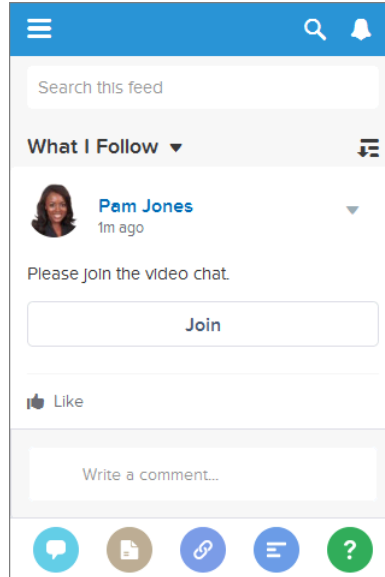 Search this feed
What I Follow
Pam Jones
1m ago
Please join the video chat.
Join
Like
Write a comment...
?